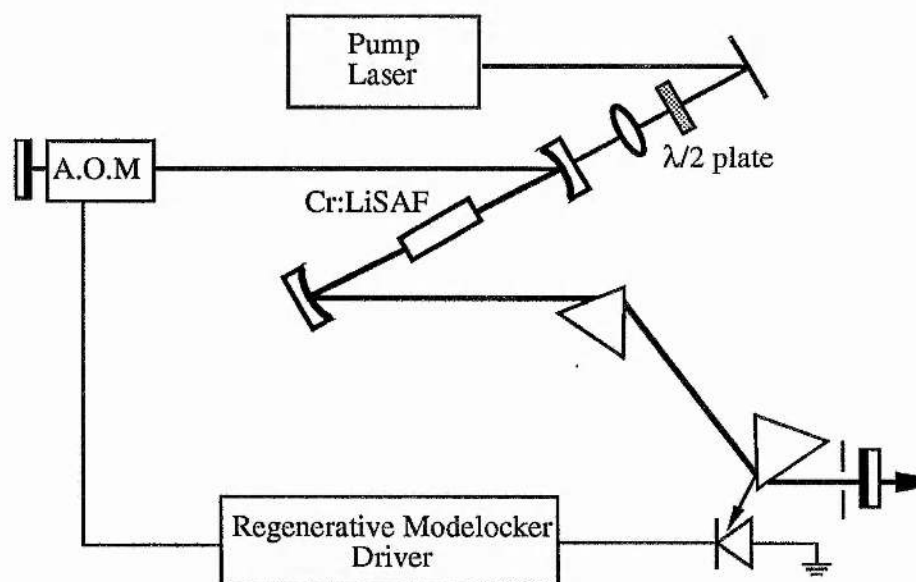 Pump
Laser
λ/2 plate
A.O.M
Cr:LiSAF
Regenerative Modelocker
Driver